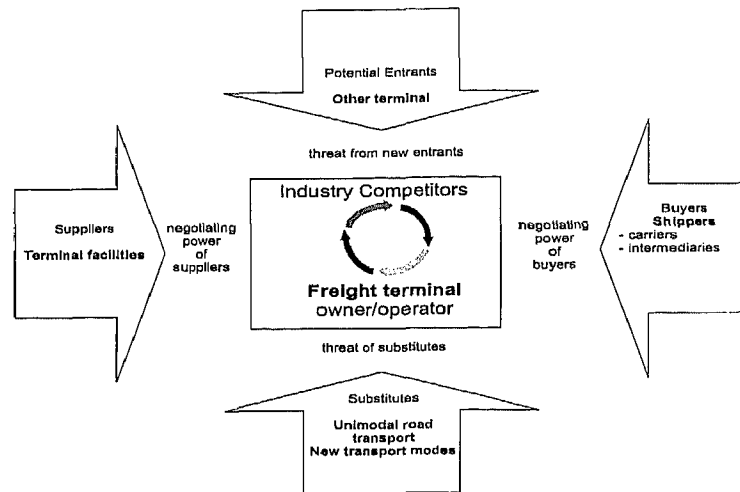 Potential Entrants
Other terminal
threat from new entrants
Suppliers
Terminal facilities
negotiating
power
of
suppliers
Industry Competitors
Freight terminal
owner/operator
negotiating
power
of
buyers
Buyers
Shippers
- carriers
- intermediaries
threat of substitutes
Substitutes
Unimodal road
transport
New transport modes